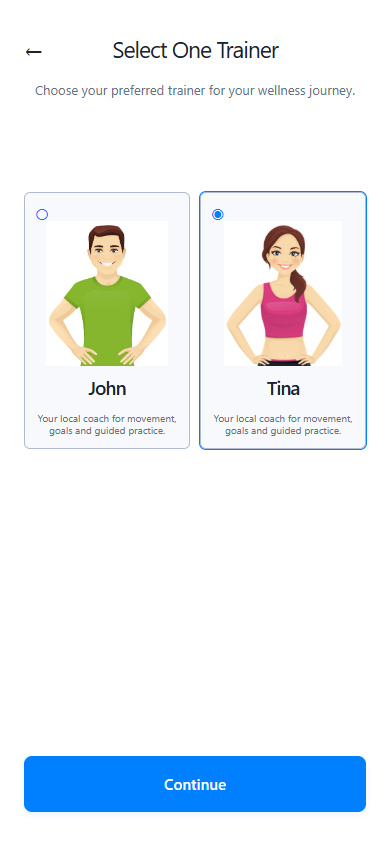 ←
Select One Trainer
Choose your preferred trainer for your wellness journey.
John
Your local coach for movement,
goals and guided practice.
Tina
Your local coach for movement,
goals and guided practice.
Continue